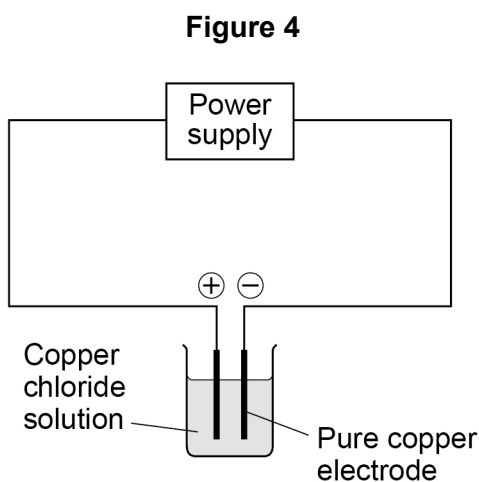 Figure 4
Power
supply
+ −
Copper
chloride
solution
Pure copper
electrode